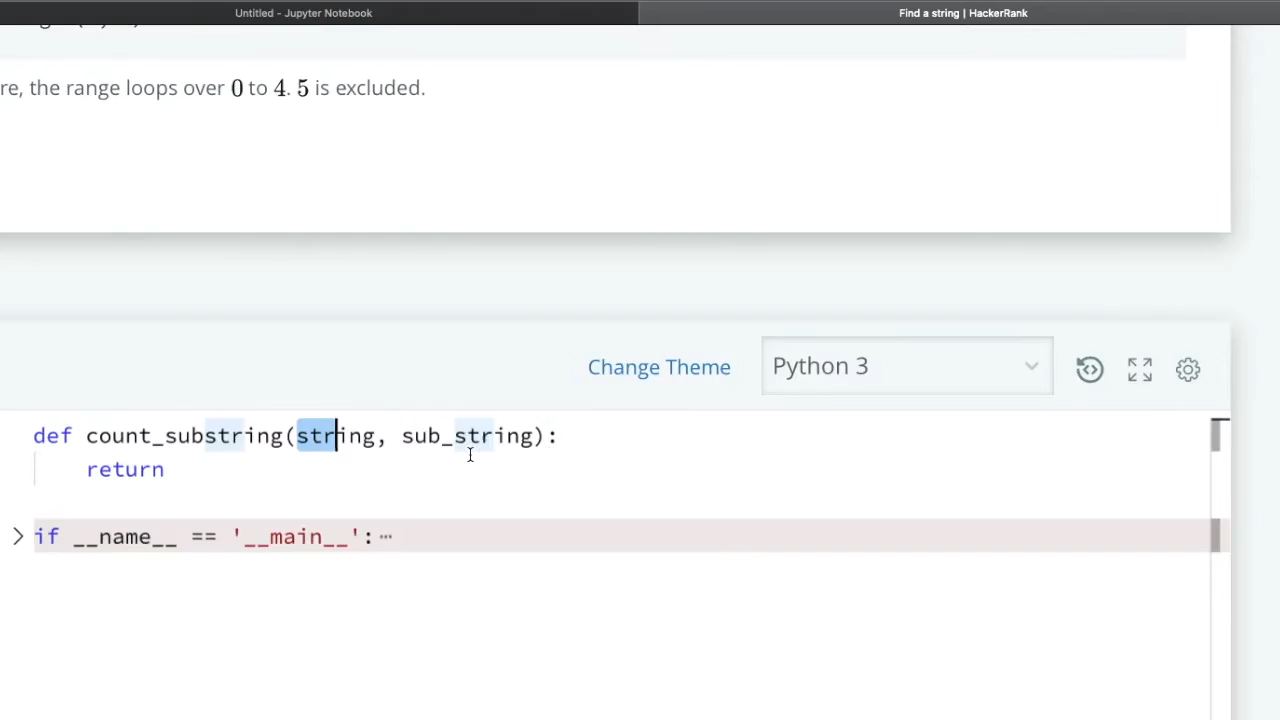 Untitled - Jupyter Notebook
Find a string | HackerRank
re, the range loops over 0 to 4. 5 is excluded.
Change Theme
Python 3
def count_substring(string, sub_string):
return
if __name__ == '__main__':